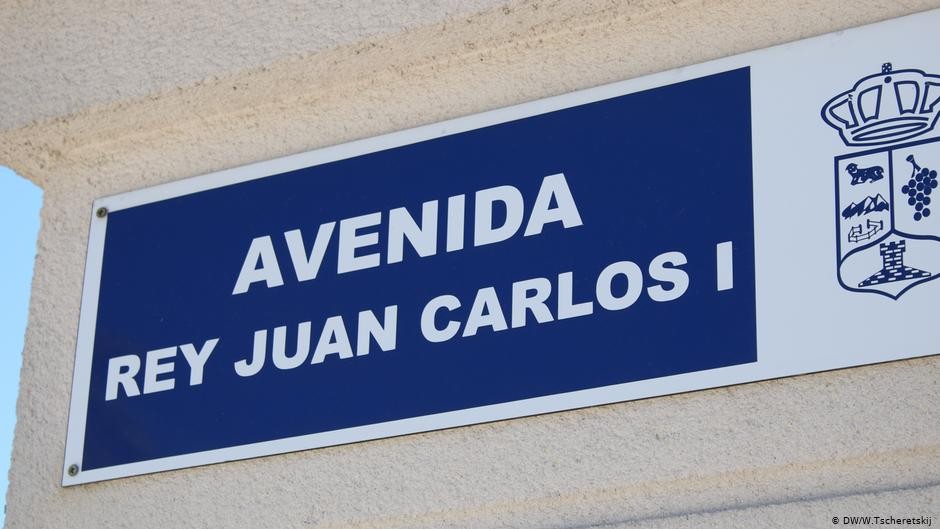 AVENIDA
REY JUAN CARLOS I
© DW/W.Tscheretskij